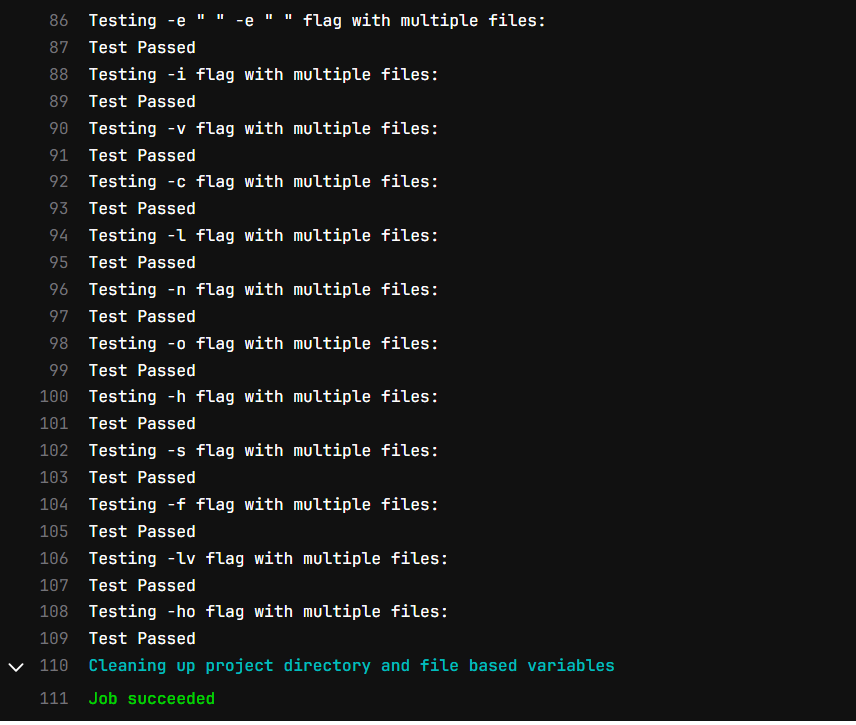 86 Testing -e " " -e " " flag with multiple files:
87 Test Passed
88 Testing -i flag with multiple files:
89 Test Passed
90 Testing -v flag with multiple files:
91 Test Passed
92 Testing -c flag with multiple files:
93 Test Passed
94 Testing -l flag with multiple files:
95 Test Passed
96 Testing -n flag with multiple files:
97 Test Passed
98 Testing -o flag with multiple files:
99 Test Passed
100 Testing -h flag with multiple files:
101 Test Passed
102 Testing -s flag with multiple files:
103 Test Passed
104 Testing -f flag with multiple files:
105 Test Passed
106 Testing -lv flag with multiple files:
107 Test Passed
108 Testing -ho flag with multiple files:
109 Test Passed
110 Cleaning up project directory and file based variables
111 Job succeeded